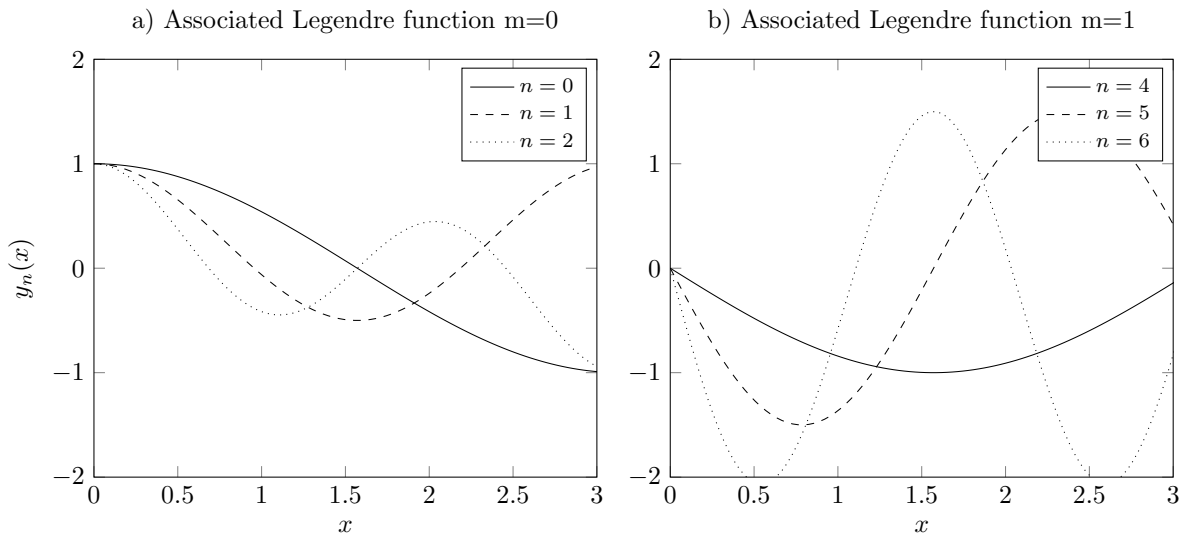 a) Associated Legendre function m=0
2
1
0
−1
−2
0
0.5
1
1.5
2
2.5
3
x
y_n(x)
n = 0
n = 1
n = 2
b) Associated Legendre function m=1
2
1
0
−1
−2
0
0.5
1
1.5
2
2.5
3
x
n = 4
n = 5
n = 6